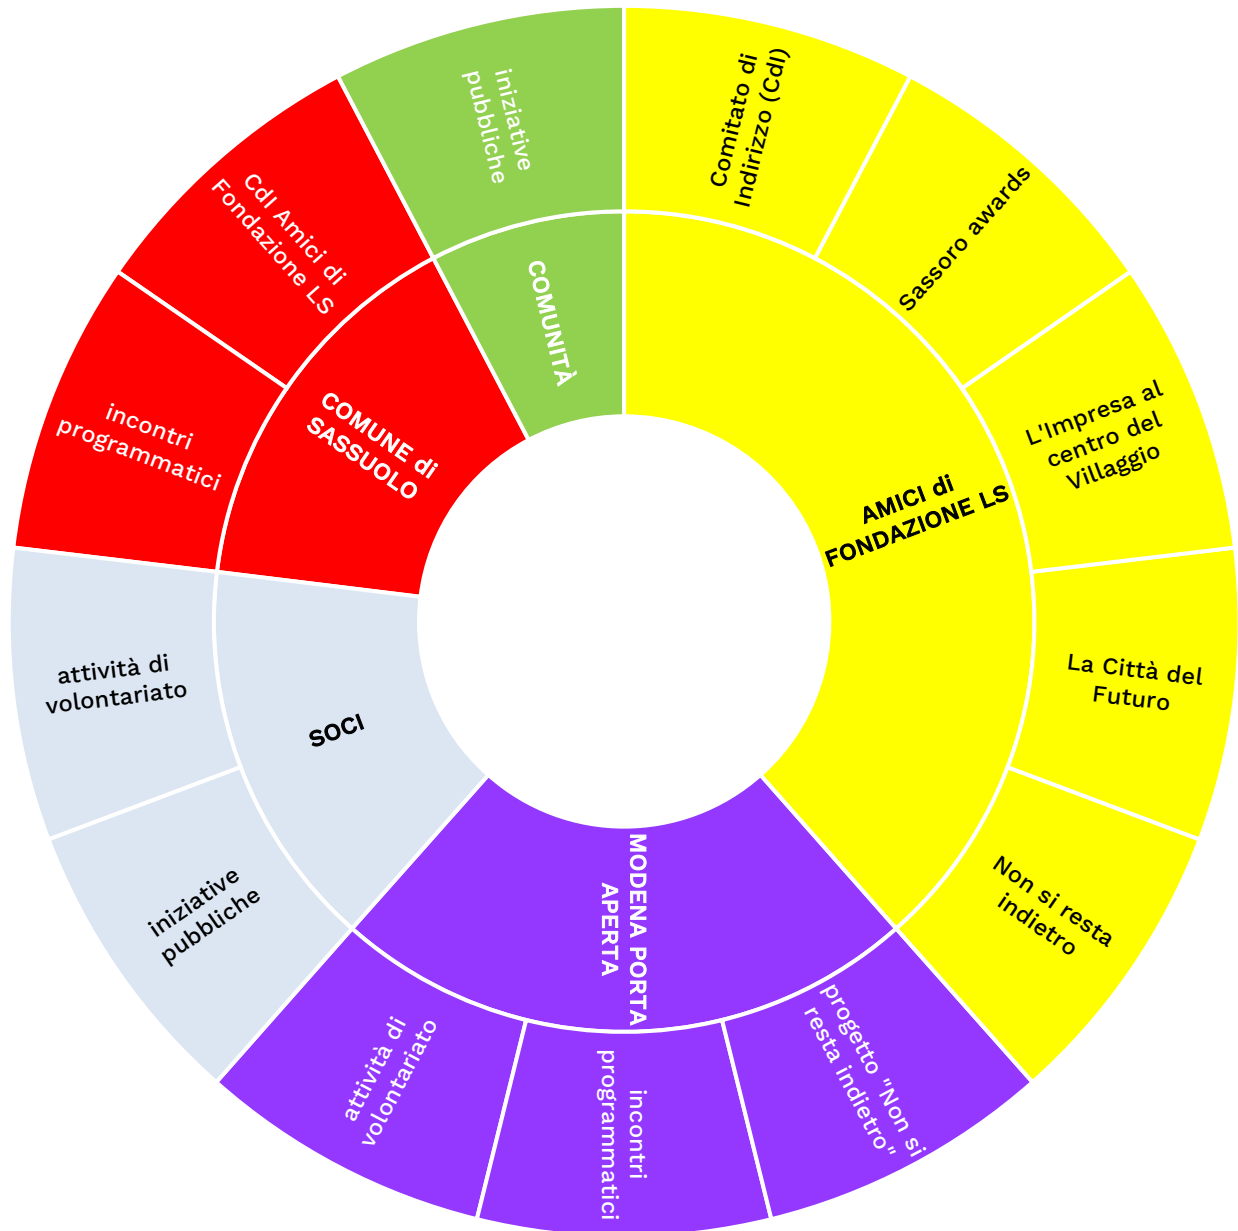 Comitato di
Indirizzo (CdI)
Sassoro awards
L'Impresa al
centro del
Villaggio
La Città del
Futuro
Non si resta
indietro
AMICI di
FONDAZIONE LS
progetto "Non si
resta indietro"
incontri
programmatici
attività di
volontariato
MODENA PORTA
APERTA
iniziative
pubbliche
attività di
volontariato
SOCI
incontri
programmatici
CdI Amici di
Fondazione LS
COMUNE di
SASSUOLO
iniziative
pubbliche
COMUNITÀ